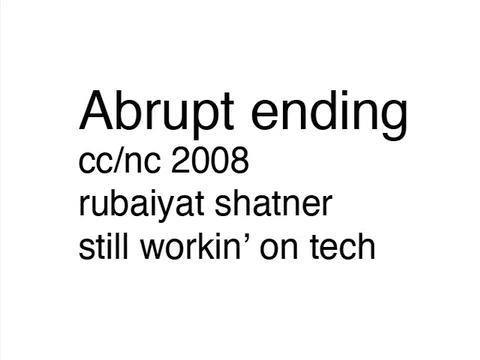 Abrupt ending
cc/nc 2008
rubaiyat shatner
still workin’ on tech